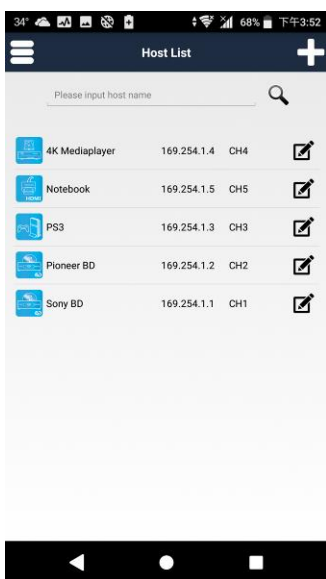 34° 68% 下午3:52
Host List
Please input host name
4K Mediaplayer 169.254.1.4 CH4
Notebook 169.254.1.5 CH5
PS3 169.254.1.3 CH3
Pioneer BD 169.254.1.2 CH2
Sony BD 169.254.1.1 CH1